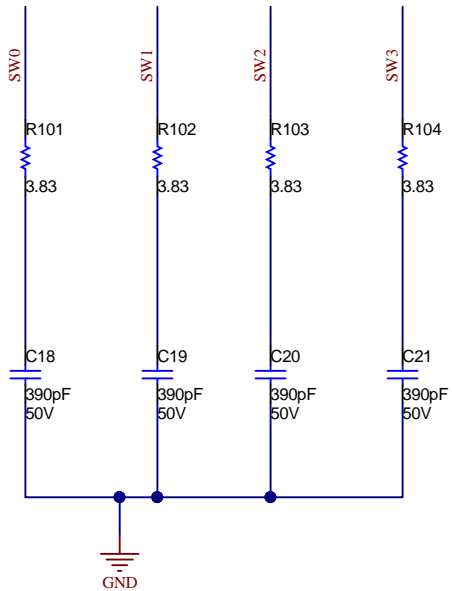 SW0
SW1
SW2
SW3
R101
R102
R103
R104
3.83
3.83
3.83
3.83
C18
C19
C20
C21
390pF
390pF
390pF
390pF
50V
50V
50V
50V
GND